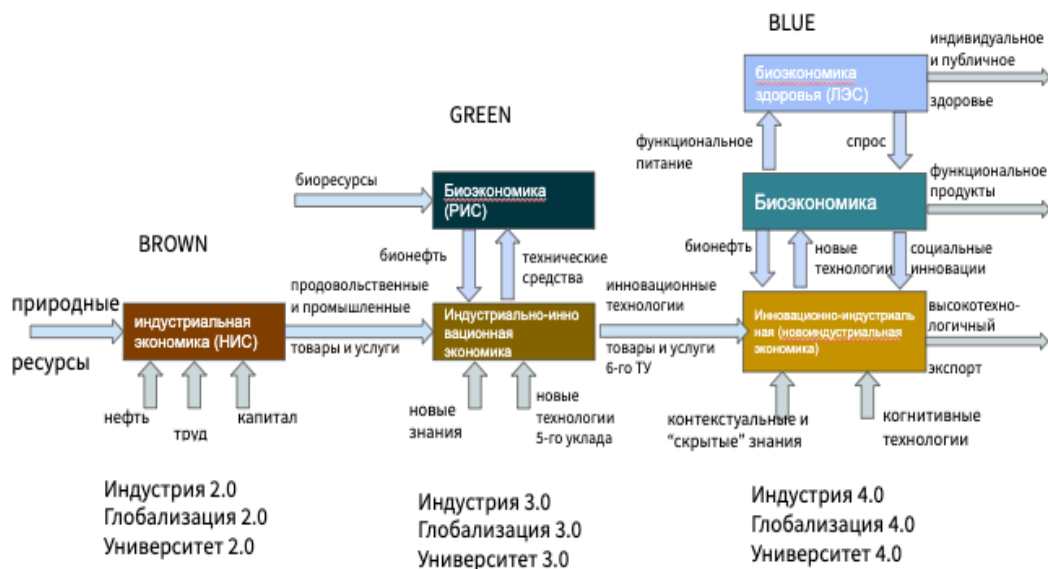 BLUE
биоэкономика
здоровья (ЛЭС)
индивидуальное
и публичное
здоровье
GREEN
функциональное
питание
спрос
биоресурсы
Биоэкономика
(РИС)
Биоэкономика
функциональные
продукты
BROWN
бионефть
технические
средства
бионефть
новые
технологии
социальные
инновации
природные
ресурсы
индустриальная
экономика (НИС)
продовольственные
и промышленные
товары и услуги
Индустриально-инно
вационная
экономика
инновационные
технологии
товары и услуги
6-го ТУ
Инновационно-индустриаль
ная (новоиндустриальная
экономика)
высокотехно-
логичный
экспорт
нефть
труд
капитал
новые
знания
новые
технологии
5-го уклада
контекстуальные и
“скрытые” знания
когнитивные
технологии
Индустрия 2.0
Глобализация 2.0
Университет 2.0
Индустрия 3.0
Глобализация 3.0
Университет 3.0
Индустрия 4.0
Глобализация 4.0
Университет 4.0